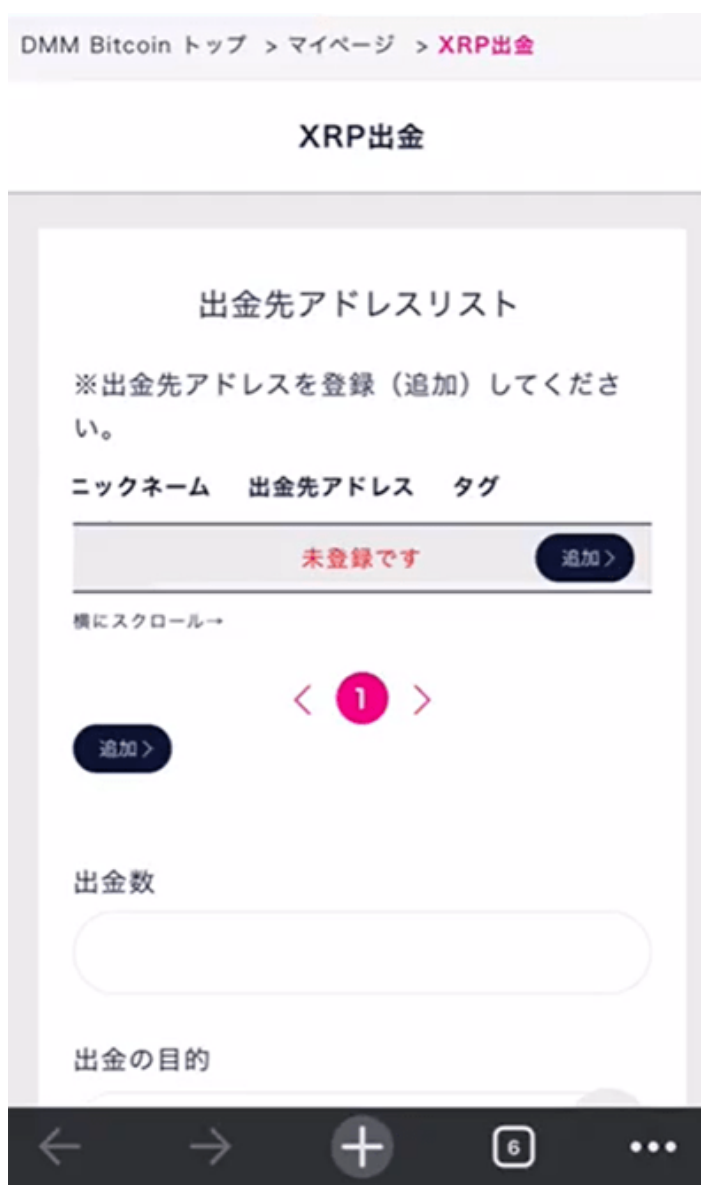 DMM Bitcoin トップ > マイページ > XRP出金
XRP出金
出金先アドレスリスト
※出金先アドレスを登録（追加）してくださ
い。
ニックネーム 出金先アドレス タグ
未登録です 追加 >
横にスクロール→
< 1 >
追加 >
出金数
出金の目的
6